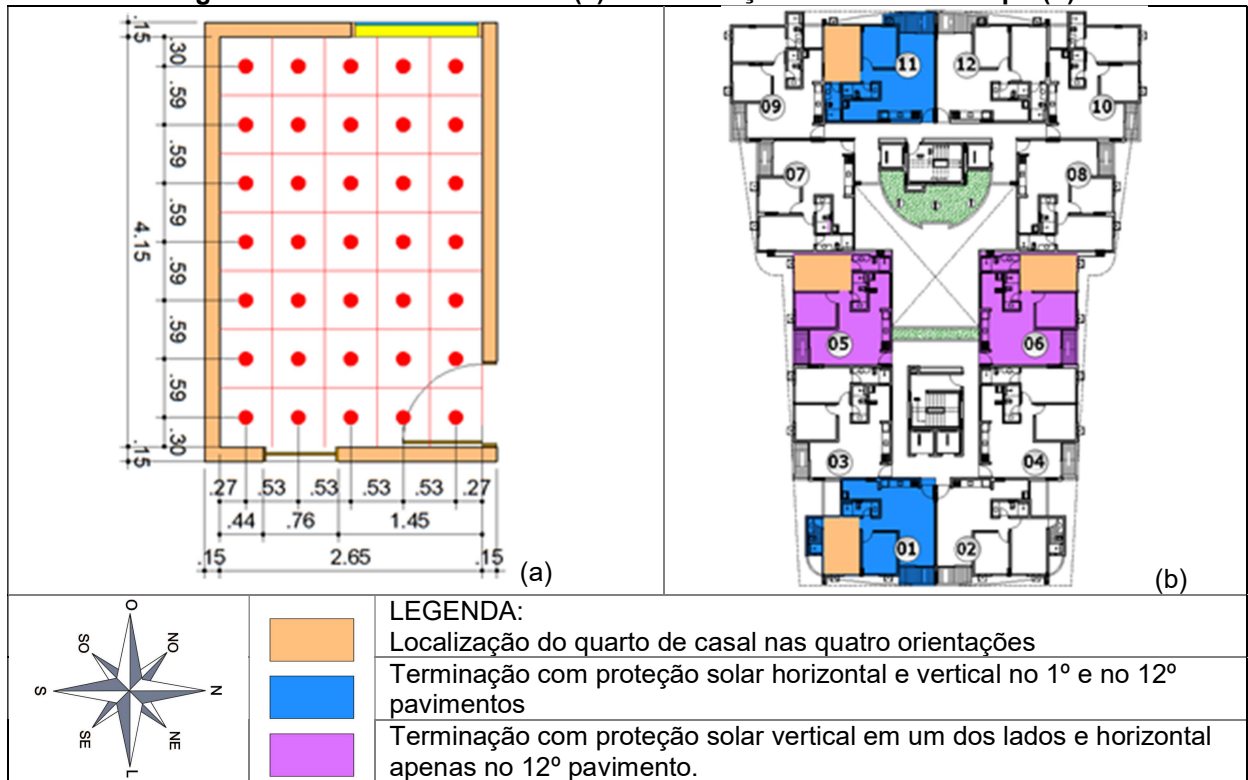 .15
.30
.59
.59
.59
4.15
.59
.59
.59
.30
.15
.27 .53 .53 .53 .53 .27
.44 .76 1.45
.15 2.65 .15
(a)
11 12
09 10
07 08
05 06
03 04
01 02
(b)
O
SO NO
S N
SE NE
L
LEGENDA:
Localização do quarto de casal nas quatro orientações
Terminação com proteção solar horizontal e vertical no 1º e no 12º
pavimentos
Terminação com proteção solar vertical em um dos lados e horizontal
apenas no 12º pavimento.